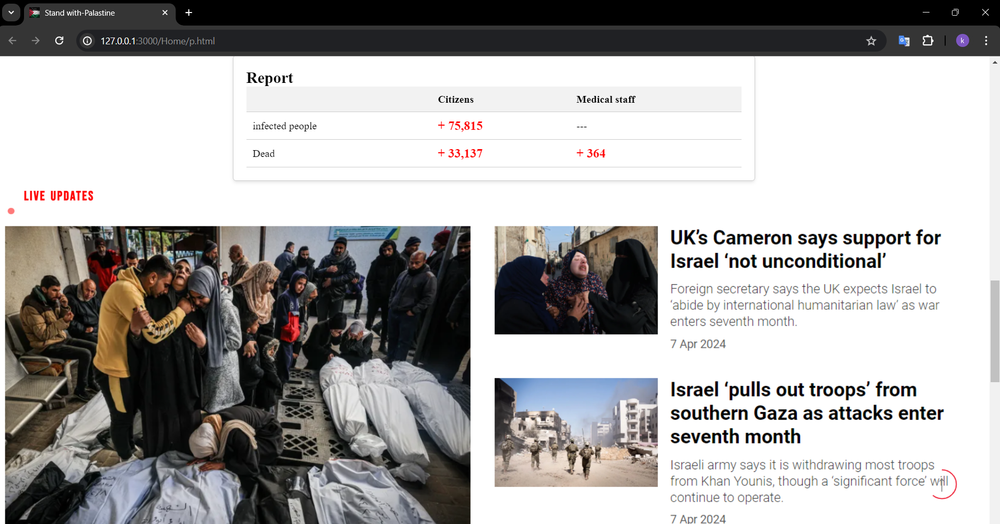 Stand with-Palastine
127.0.0.1:3000/Home/p.html
k
Report
Citizens Medical staff
infected people + 75,815 ---
Dead + 33,137 + 364
LIVE UPDATES
UK’s Cameron says support for
Israel ‘not unconditional’
Foreign secretary says the UK expects Israel to
‘abide by international humanitarian law’ as war
enters seventh month.
7 Apr 2024
Israel ‘pulls out troops’ from
southern Gaza as attacks enter
seventh month
Israeli army says it is withdrawing most troops
from Khan Younis, though a ‘significant force’ will
continue to operate.
7 Apr 2024